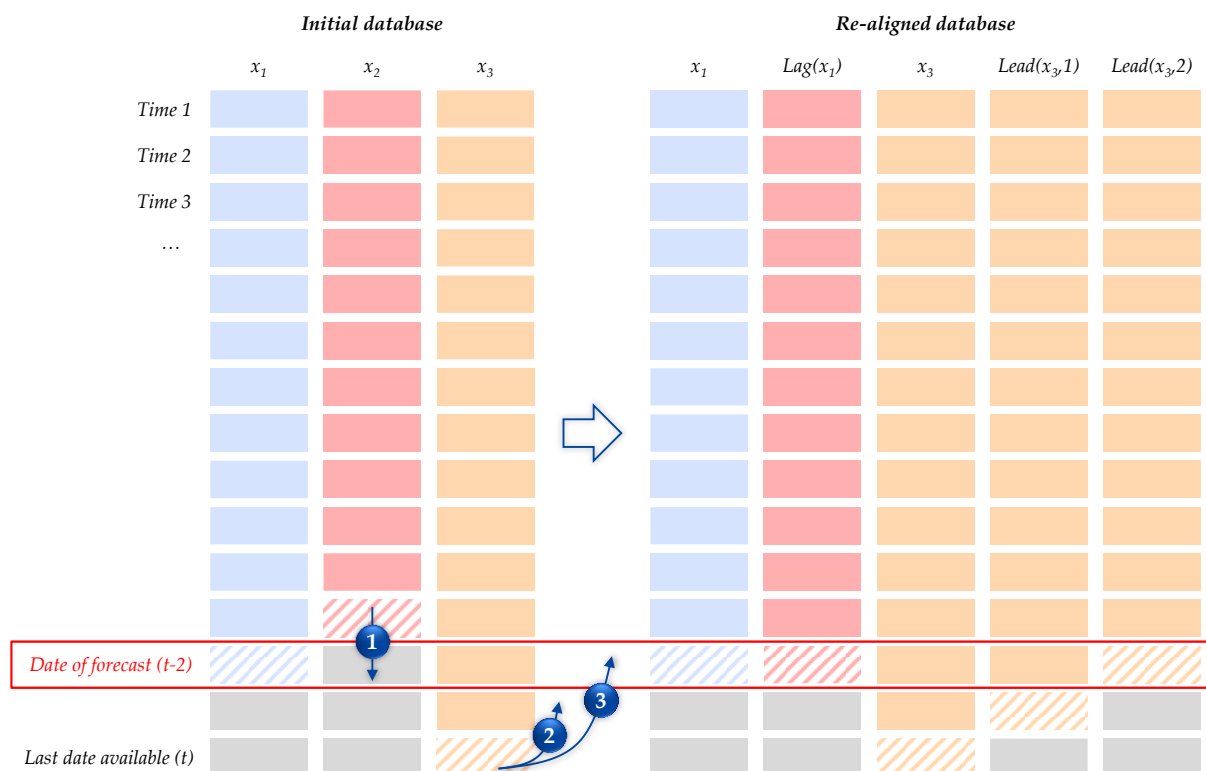 Initial database Re-aligned database
x₁ x₂ x₃ x₁ Lag(x₁) x₃ Lead(x₃,1) Lead(x₃,2)
Time 1
Time 2
Time 3
…
1
Date of forecast (t-2)
3
2
Last date available (t)